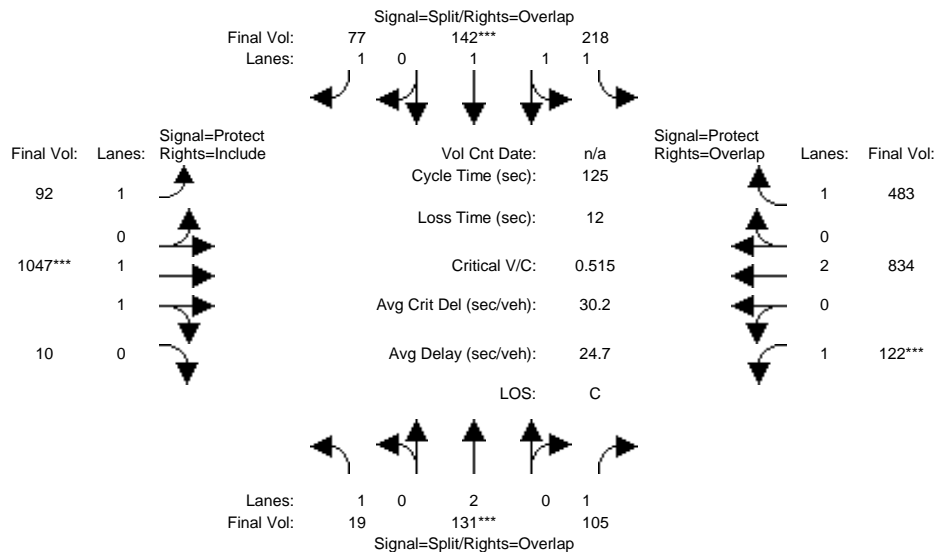 Signal=Split/Rights=Overlap
Final Vol: 77 142*** 218
Lanes: 1 0 1 1 1
Signal=Protect
Final Vol: Lanes: Rights=Include
Vol Cnt Date: n/a
Signal=Protect
Rights=Overlap Lanes: Final Vol:
Cycle Time (sec): 125
92 1
1 483
Loss Time (sec): 12
0
0
1047*** 1
Critical V/C: 0.515
2 834
1
Avg Crit Del (sec/veh): 30.2
0
10 0
Avg Delay (sec/veh): 24.7
1 122***
LOS: C
Lanes: 1 0 2 0 1
Final Vol: 19 131*** 105
Signal=Split/Rights=Overlap